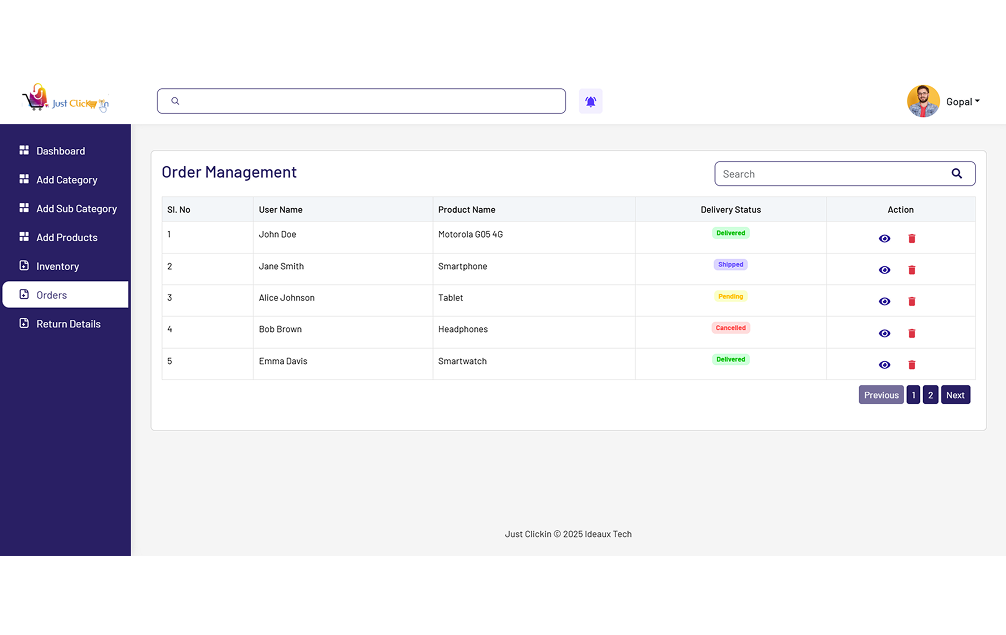 Just Clickin
Gopal
Dashboard
Add Category
Add Sub Category
Add Products
Inventory
Orders
Return Details
Order Management
Search
Sl. No User Name Product Name Delivery Status Action
1 John Doe Motorola G05 4G Delivered
2 Jane Smith Smartphone Shipped
3 Alice Johnson Tablet Pending
4 Bob Brown Headphones Cancelled
5 Emma Davis Smartwatch Delivered
Previous 1 2 Next
Just Clickin © 2025 Ideaux Tech